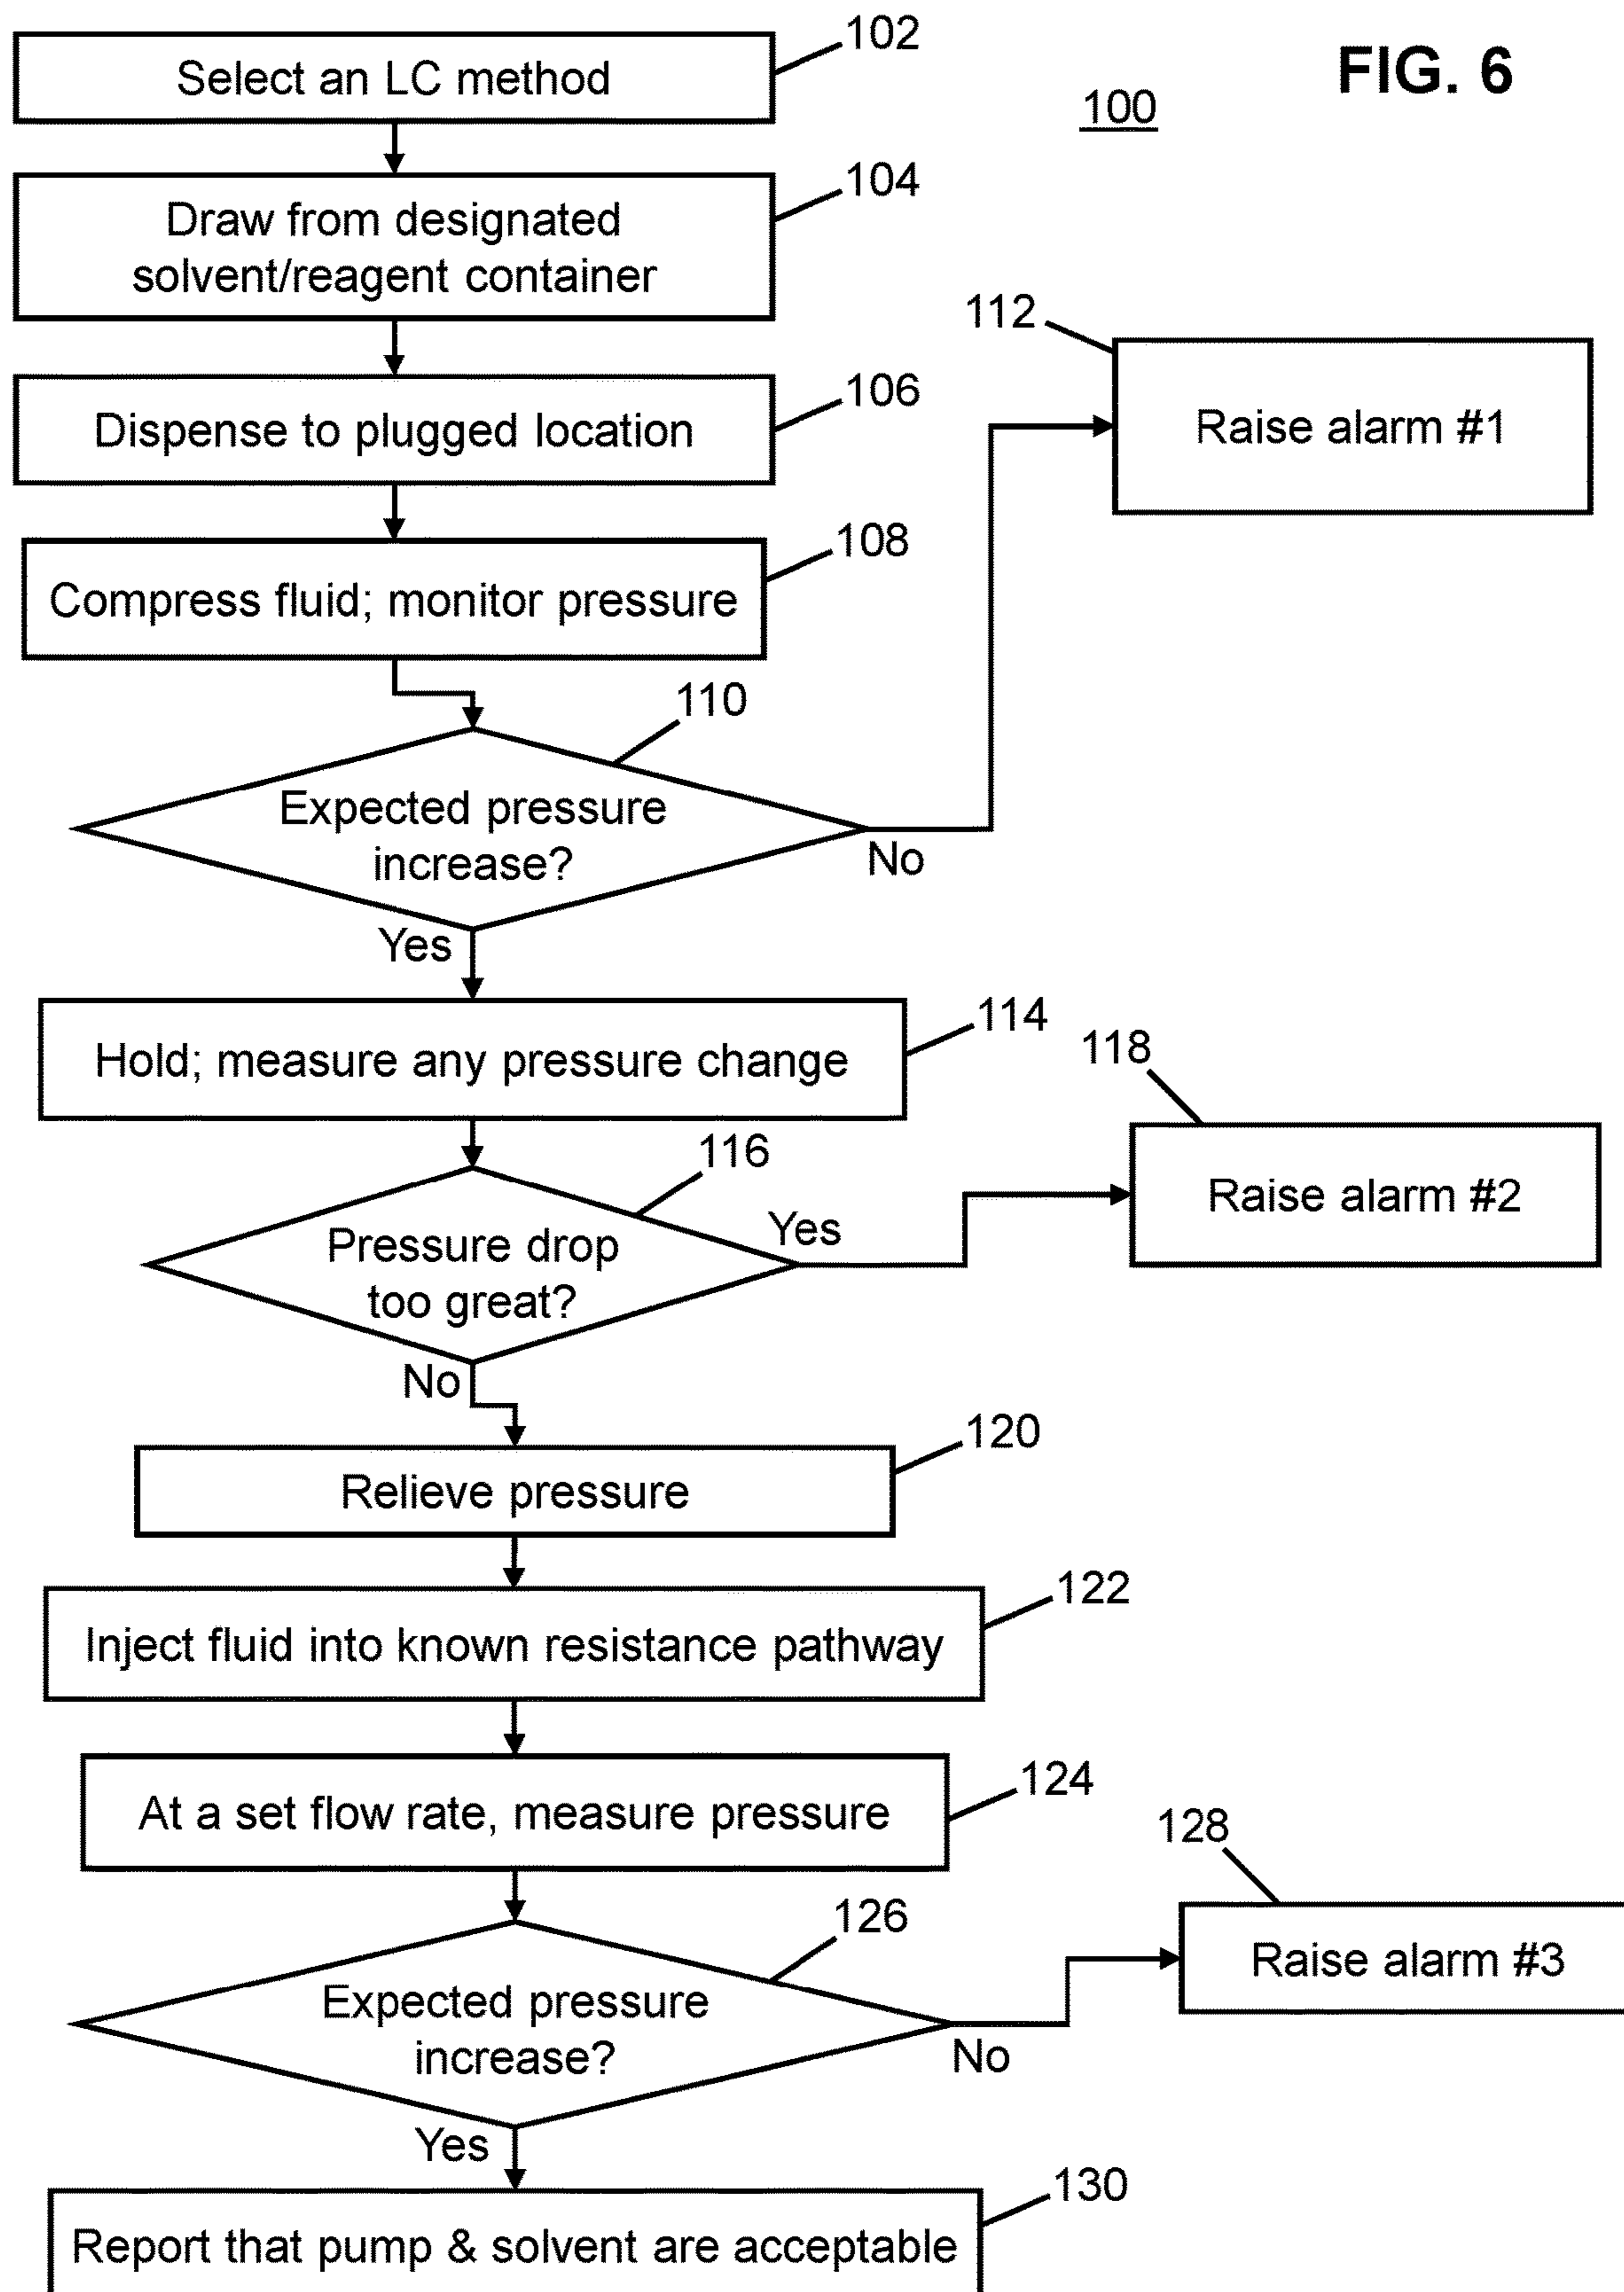 FIG. 6
100
102
Select an LC method
104
Draw from designated
solvent/reagent container
106
Dispense to plugged location
108
Compress fluid; monitor pressure
110
Expected pressure
increase?
No
112
Raise alarm #1
Yes
114
Hold; measure any pressure change
116
Pressure drop
too great?
Yes
118
Raise alarm #2
No
120
Relieve pressure
122
Inject fluid into known resistance pathway
124
At a set flow rate, measure pressure
126
Expected pressure
increase?
No
128
Raise alarm #3
Yes
130
Report that pump & solvent are acceptable